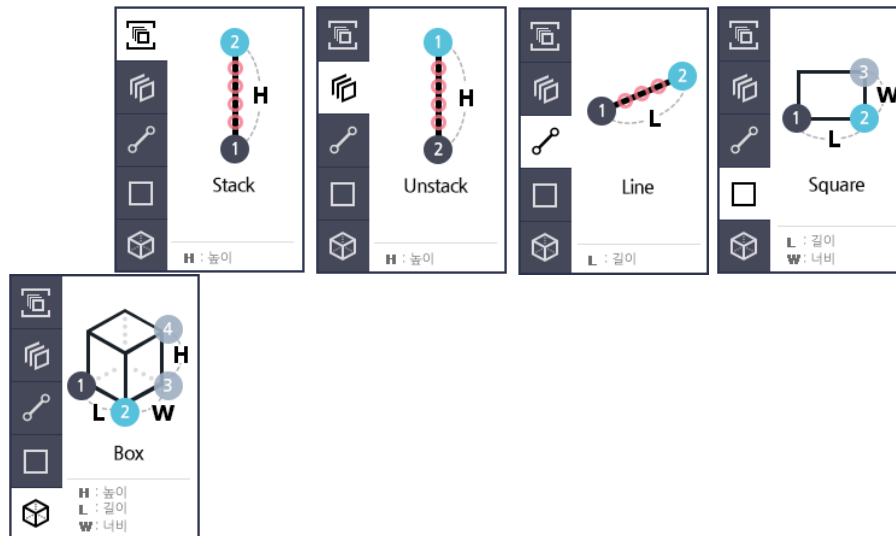 2
H
1
Stack
H : 높이
1
H
2
Unstack
H : 높이
2
1
L
Line
L : 길이
3
W
1
2
L
Square
L : 길이
W : 너비
4
H
1
3
L
2
W
Box
H : 높이
L : 길이
W : 너비